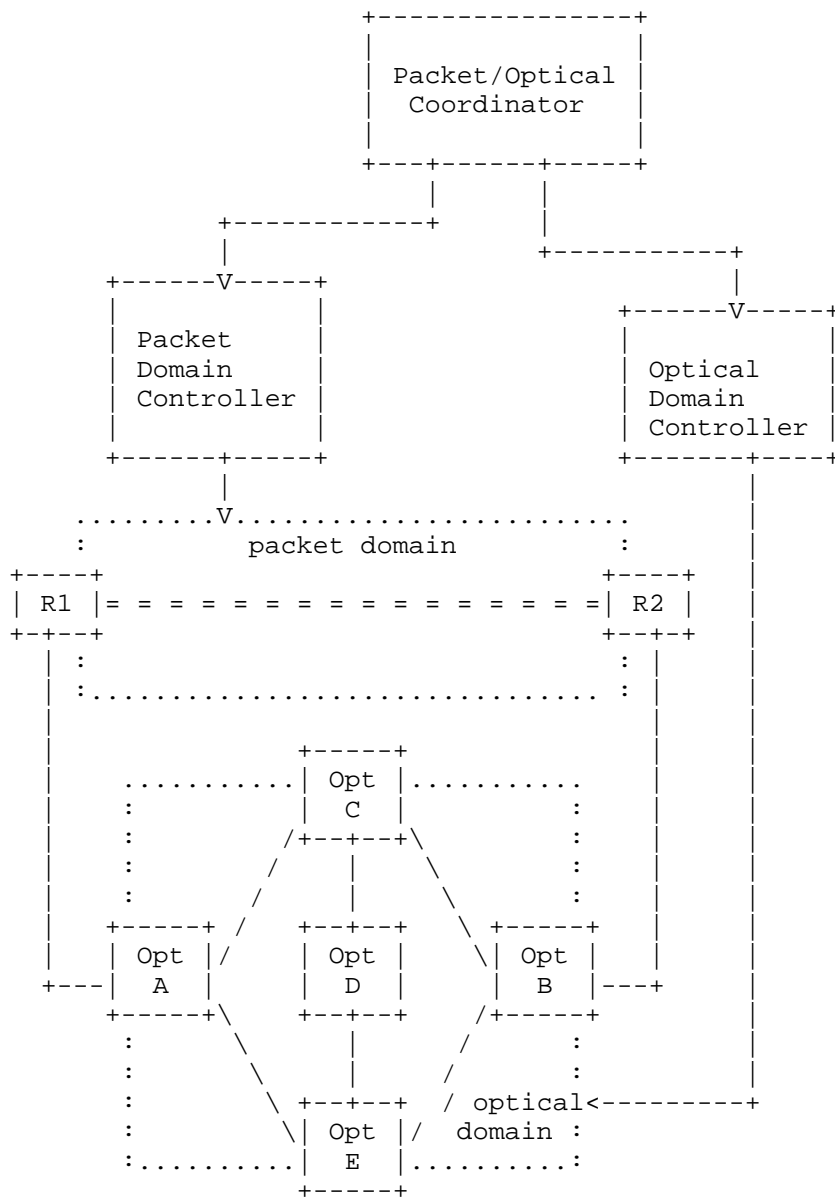 Packet/Optical
Coordinator
Packet
Domain
Controller
Optical
Domain
Controller
packet domain
R1
R2
Opt
C
Opt
A
Opt
D
Opt
B
optical
domain
Opt
E